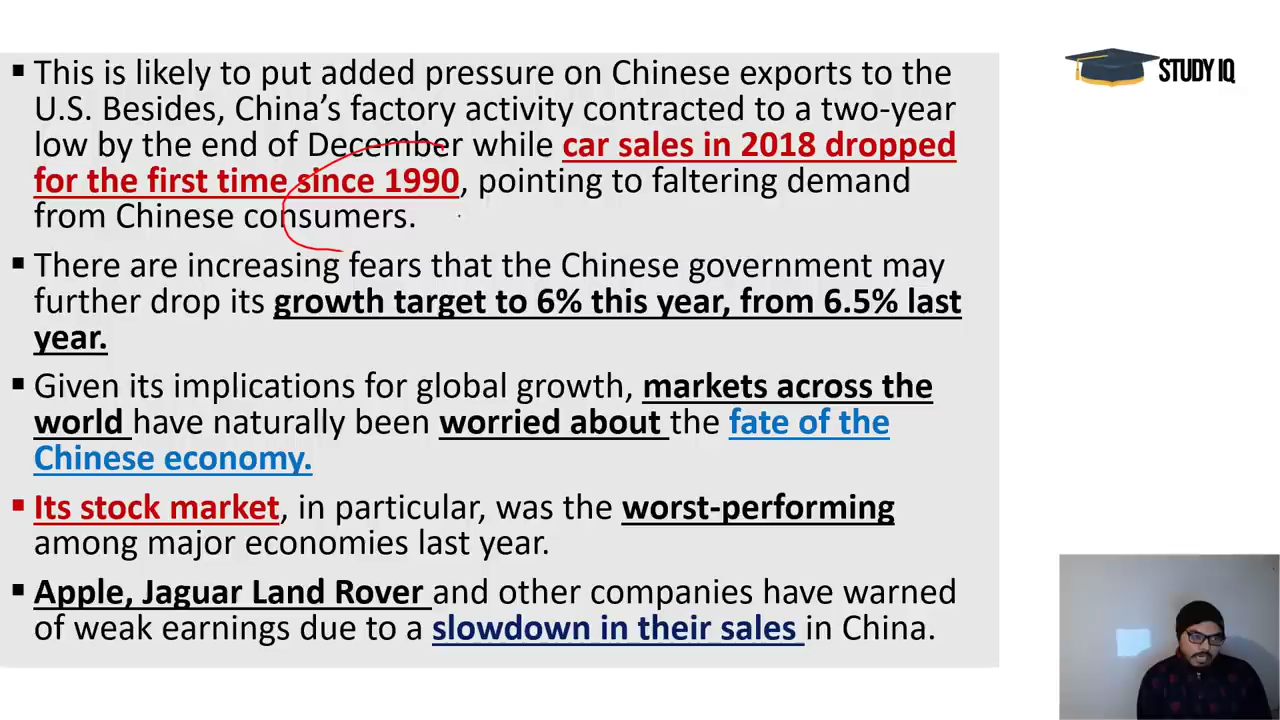 ▪ This is likely to put added pressure on Chinese exports to the
U.S. Besides, China’s factory activity contracted to a two-year
low by the end of December while car sales in 2018 dropped
for the first time since 1990, pointing to faltering demand
from Chinese consumers.
▪ There are increasing fears that the Chinese government may
further drop its growth target to 6% this year, from 6.5% last
year.
▪ Given its implications for global growth, markets across the
world have naturally been worried about the fate of the
Chinese economy.
▪ Its stock market, in particular, was the worst-performing
among major economies last year.
▪ Apple, Jaguar Land Rover and other companies have warned
of weak earnings due to a slowdown in their sales in China.
STUDY IQ